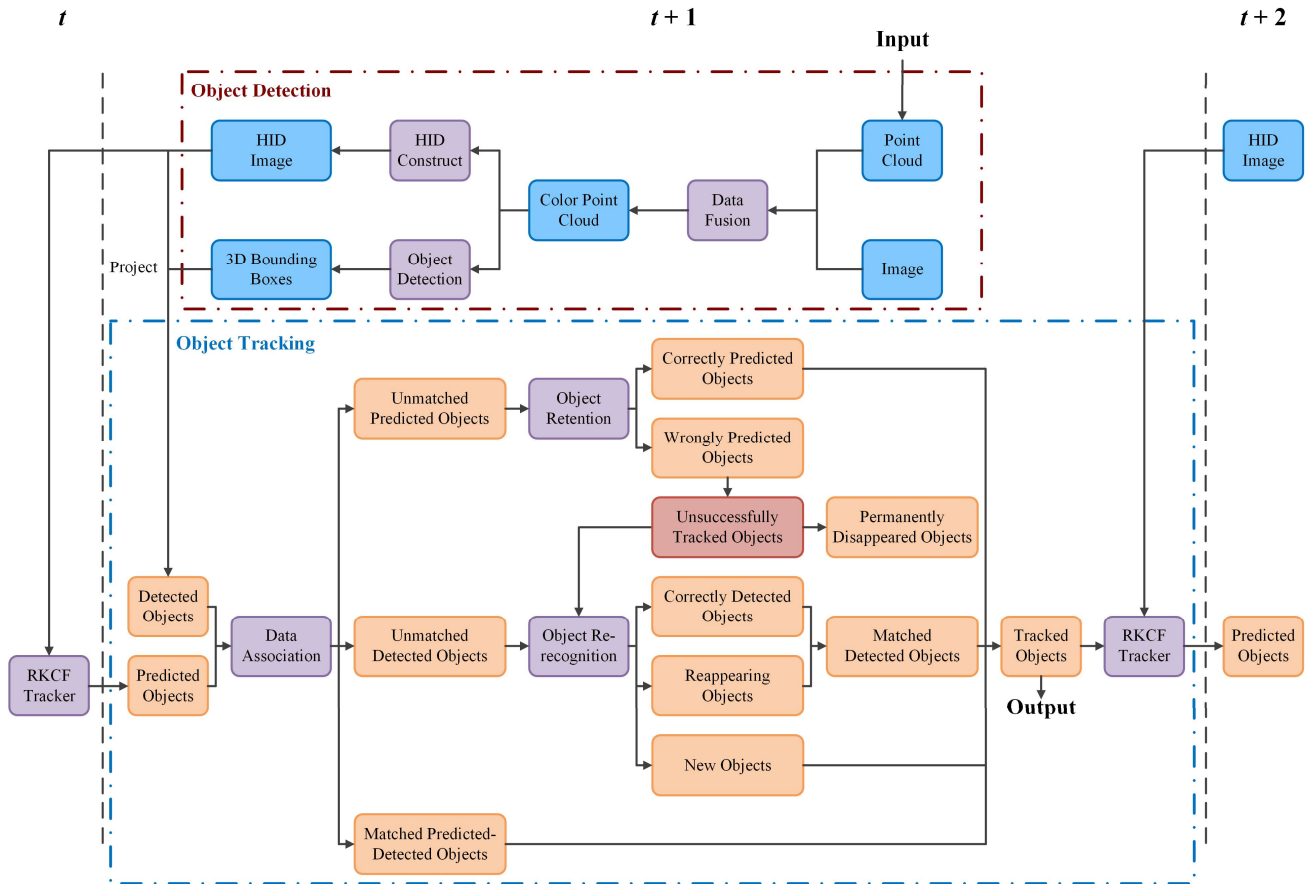 t
t + 1
t + 2
Input
Object Detection
HID
Image
HID
Construct
Point
Cloud
HID
Image
Color Point
Cloud
Data
Fusion
Project
3D Bounding
Boxes
Object
Detection
Image
Object Tracking
Correctly Predicted
Objects
Unmatched
Predicted Objects
Object
Retention
Wrongly Predicted
Objects
Unsuccessfully
Tracked Objects
Permanently
Disappeared Objects
Detected
Objects
Correctly Detected
Objects
Data
Association
Unmatched
Detected Objects
Object Re-
recognition
Matched
Detected Objects
Tracked
Objects
RKCF
Tracker
Predicted
Objects
RKCF
Tracker
Predicted
Objects
Reappearing
Objects
Output
New Objects
Matched Predicted-
Detected Objects